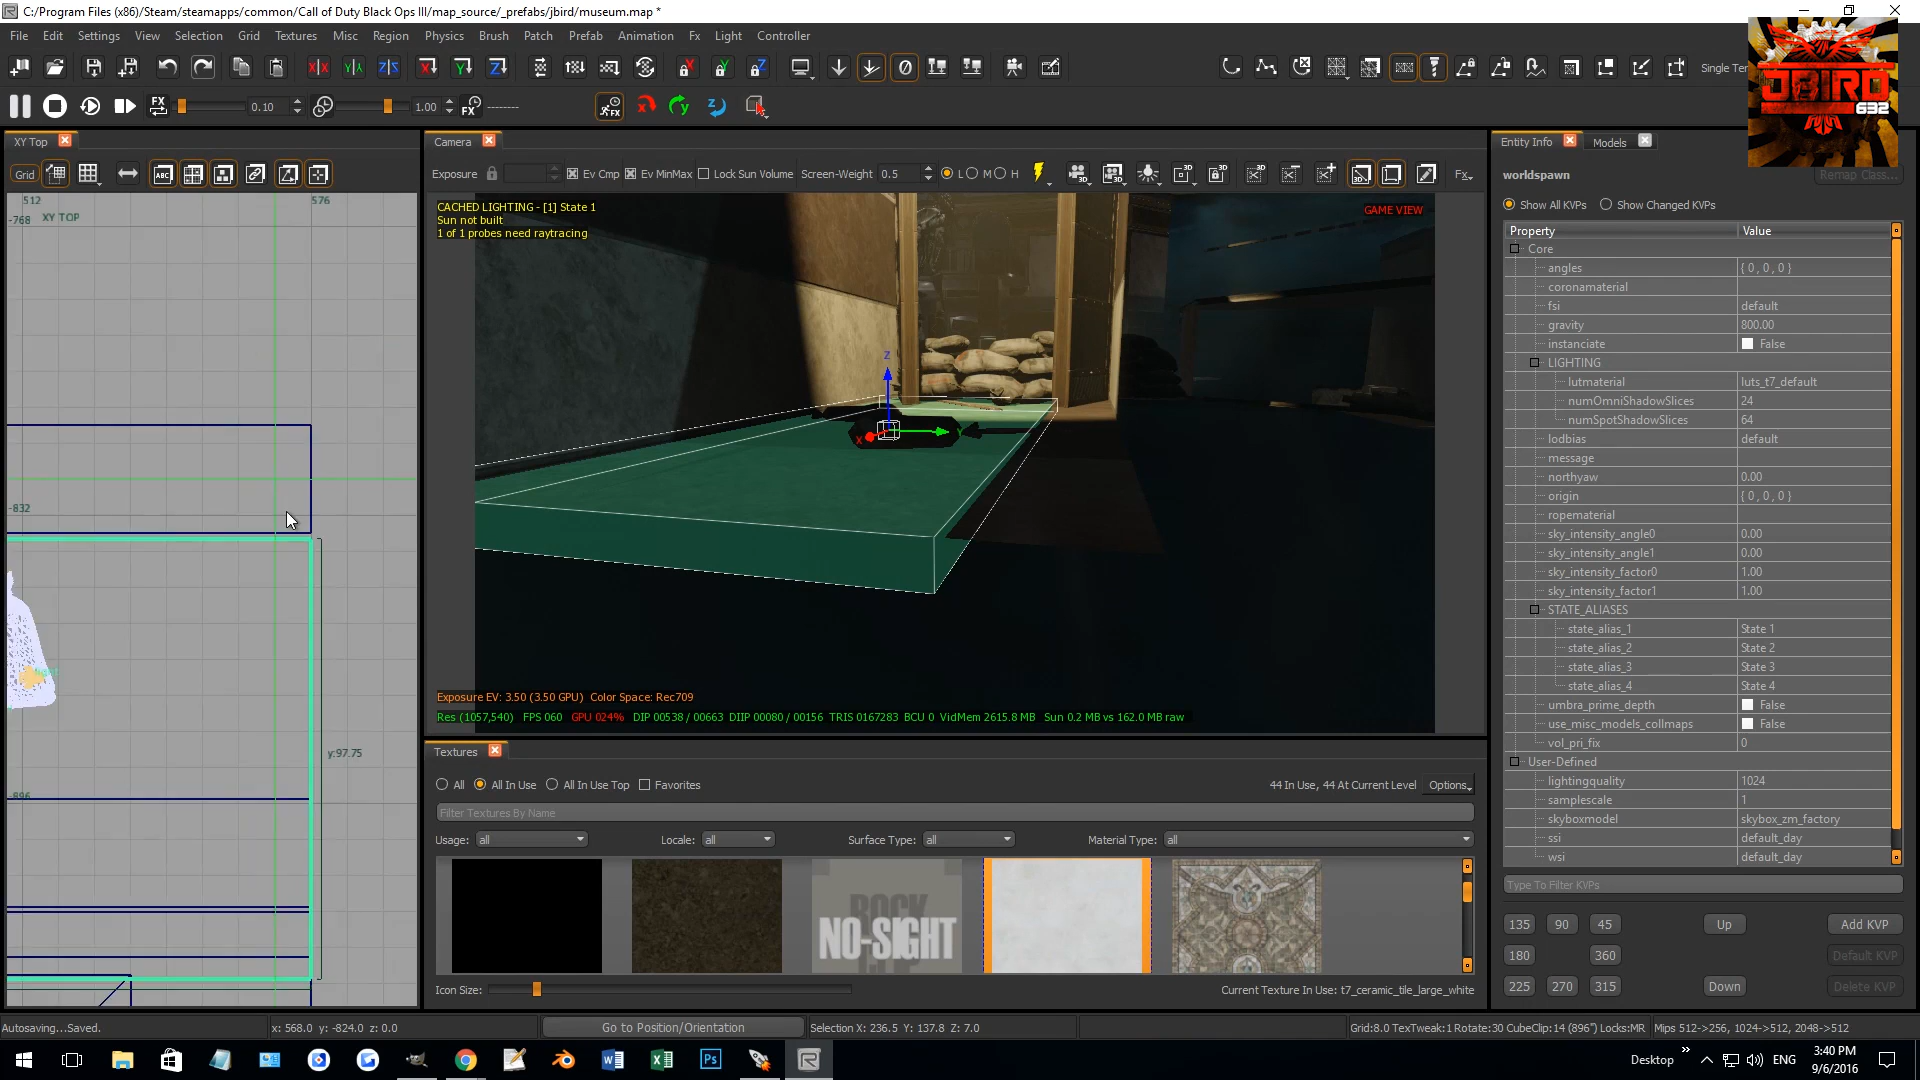 C:/Program Files (x86)/Steam/steamapps/common/Call of Duty Black Ops III/map_source/_prefabs/jbird/museum.map *
File Edit Settings View Selection Grid Textures Misc Region Physics Brush Patch Prefab Animation Fx Light Controller
Single Ter
JBIRD
632
FX 0.10 1.00 FX --------
XY Top
Camera
Entity Info Models
Grid
Exposure Ev Cmp Ev MinMax Lock Sun Volume Screen-Weight 0.5 L M H Fx
worldspawn Remap Class...
Show All KVPs Show Changed KVPs
512 576
-768 XY TOP
-832
-896
y:97.75
CACHED LIGHTING - [1] State 1
Sun not built
1 of 1 probes need raytracing
GAME VIEW
Z
X Y
Exposure EV: 3.50 (3.50 GPU) Color Space: Rec709
Res (1057,540) FPS 060 GPU 024% DIP 00538 / 00663 DIIP 00080 / 00156 TRIS 0167283 BCU 0 VidMem 2615.8 MB Sun 0.2 MB vs 162.0 MB raw
Property Value
Core
angles { 0 , 0 , 0 }
coronamaterial
fsi default
gravity 800.00
instanciate False
LIGHTING
lutmaterial luts_t7_default
numOmniShadowSlices 24
numSpotShadowSlices 64
lodbias default
message
northyaw 0.00
origin { 0 , 0 , 0 }
ropematerial
sky_intensity_angle0 0.00
sky_intensity_angle1 0.00
sky_intensity_factor0 1.00
sky_intensity_factor1 1.00
STATE_ALIASES
state_alias_1 State 1
state_alias_2 State 2
state_alias_3 State 3
state_alias_4 State 4
umbra_prime_depth False
use_misc_models_collmaps False
vol_pri_fix 0
User-Defined
lightingquality 1024
samplescale 1
skyboxmodel skybox_zm_factory
ssi default_day
wsi default_day
Type To Filter KVPs
135 90 45 Up Add KVP
180 360 Default KVP
225 270 315 Down Delete KVP
Textures
All All In Use All In Use Top Favorites 44 In Use, 44 At Current Level Options
Filter Textures By Name
Usage: all Locale: all Surface Type: all Material Type: all
ROCK
NO-SIGHT
Icon Size: Current Texture In Use: t7_ceramic_tile_large_white
Autosaving...Saved. x: 568.0 y: -824.0 z: 0.0 Go to Position/Orientation Selection X: 236.5 Y: 137.8 Z: 7.0 Grid:8.0 TexTweak:1 Rotate:30 CubeClip:14 (896") Locks:MR Mips 512->256, 1024->512, 2048->512
Desktop ENG 3:40 PM
9/6/2016